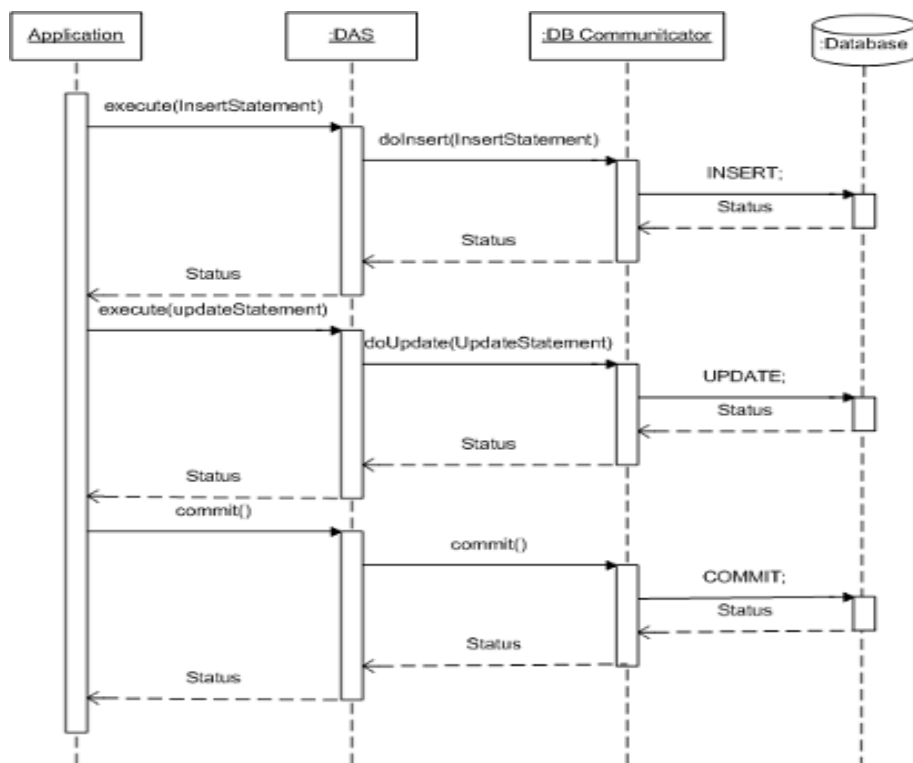 Application
:DAS
:DB Communitcator
:Database
execute(InsertStatement)
doInsert(InsertStatement)
INSERT;
Status
Status
Status
execute(updateStatement)
doUpdate(UpdateStatement)
UPDATE;
Status
Status
Status
commit()
commit()
COMMIT;
Status
Status
Status